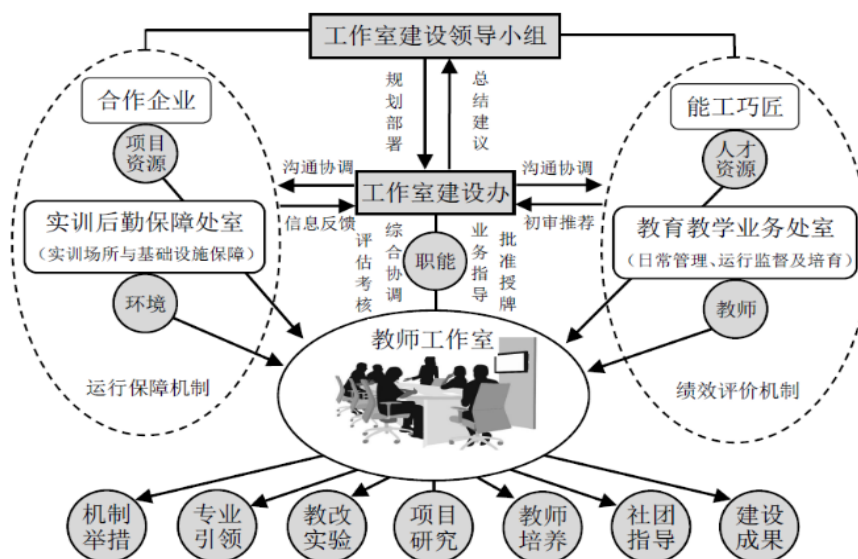 工作室建设领导小组
合作企业
项目
资源
规划部署
总结建议
能工巧匠
人才
资源
沟通协调
工作室建设办
沟通协调
信息反馈
初审推荐
实训后勤保障处室
（实训场所与基础设施保障）
教育教学业务处室
（日常管理、运行监督及培育）
评估考核
综合协调
职能
业务指导
批准授牌
环境
教师
教师工作室
运行保障机制
绩效评价机制
机制
举措
专业
引领
教改
实验
项目
研究
教师
培养
社团
指导
建设
成果